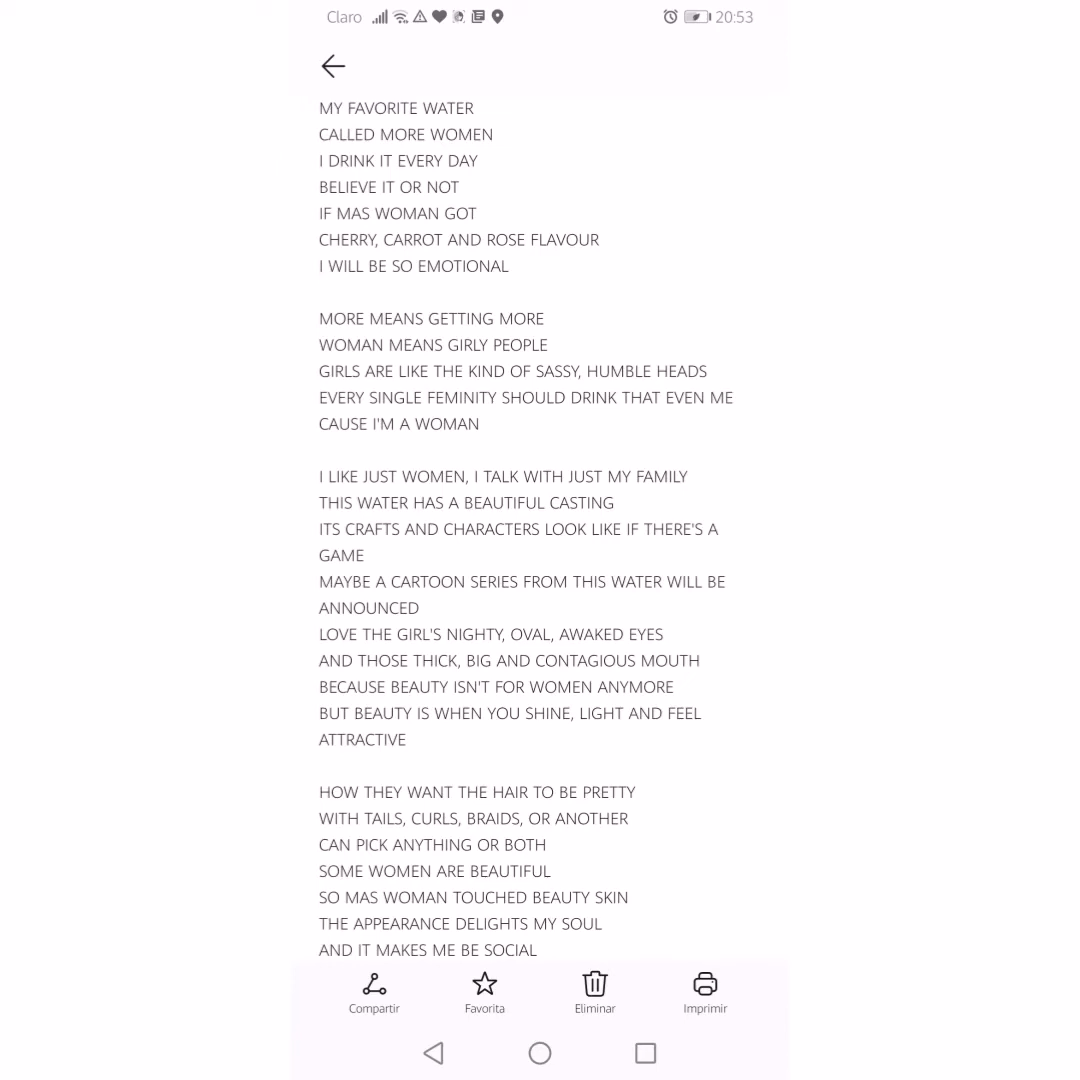 Claro 20:53
MY FAVORITE WATER
CALLED MORE WOMEN
I DRINK IT EVERY DAY
BELIEVE IT OR NOT
IF MAS WOMAN GOT
CHERRY, CARROT AND ROSE FLAVOUR
I WILL BE SO EMOTIONAL
MORE MEANS GETTING MORE
WOMAN MEANS GIRLY PEOPLE
GIRLS ARE LIKE THE KIND OF SASSY, HUMBLE HEADS
EVERY SINGLE FEMINITY SHOULD DRINK THAT EVEN ME
CAUSE I'M A WOMAN
I LIKE JUST WOMEN, I TALK WITH JUST MY FAMILY
THIS WATER HAS A BEAUTIFUL CASTING
ITS CRAFTS AND CHARACTERS LOOK LIKE IF THERE'S A
GAME
MAYBE A CARTOON SERIES FROM THIS WATER WILL BE
ANNOUNCED
LOVE THE GIRL'S NIGHTY, OVAL, AWAKED EYES
AND THOSE THICK, BIG AND CONTAGIOUS MOUTH
BECAUSE BEAUTY ISN'T FOR WOMEN ANYMORE
BUT BEAUTY IS WHEN YOU SHINE, LIGHT AND FEEL
ATTRACTIVE
HOW THEY WANT THE HAIR TO BE PRETTY
WITH TAILS, CURLS, BRAIDS, OR ANOTHER
CAN PICK ANYTHING OR BOTH
SOME WOMEN ARE BEAUTIFUL
SO MAS WOMAN TOUCHED BEAUTY SKIN
THE APPEARANCE DELIGHTS MY SOUL
AND IT MAKES ME BE SOCIAL
Compartir Favorita Eliminar Imprimir